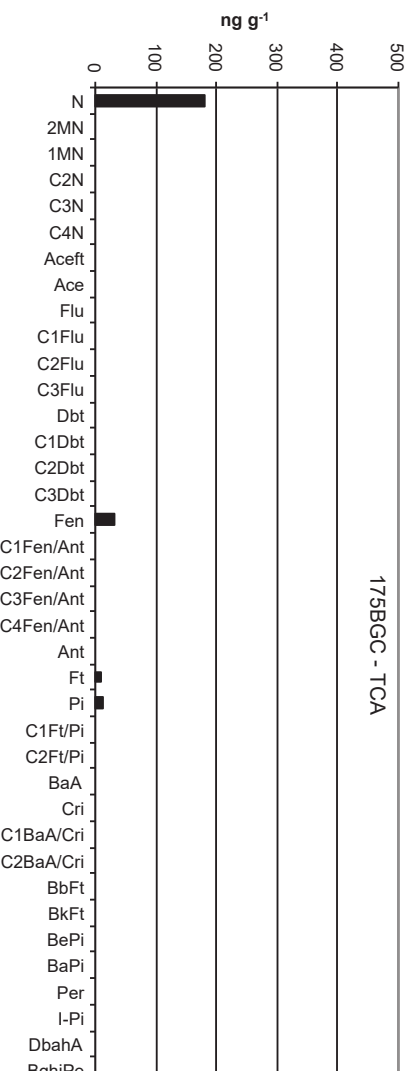 ng g-1
0
100
200
300
400
500
175BGC - TCA
N
2MN
1MN
C2N
C3N
C4N
Aceft
Ace
Flu
C1Flu
C2Flu
C3Flu
Dbt
C1Dbt
C2Dbt
C3Dbt
Fen
C1Fen/Ant
C2Fen/Ant
C3Fen/Ant
C4Fen/Ant
Ant
Ft
Pi
C1Ft/Pi
C2Ft/Pi
BaA
Cri
C1BaA/Cri
C2BaA/Cri
BbFt
BkFt
BePi
BaPi
Per
I-Pi
DbahA